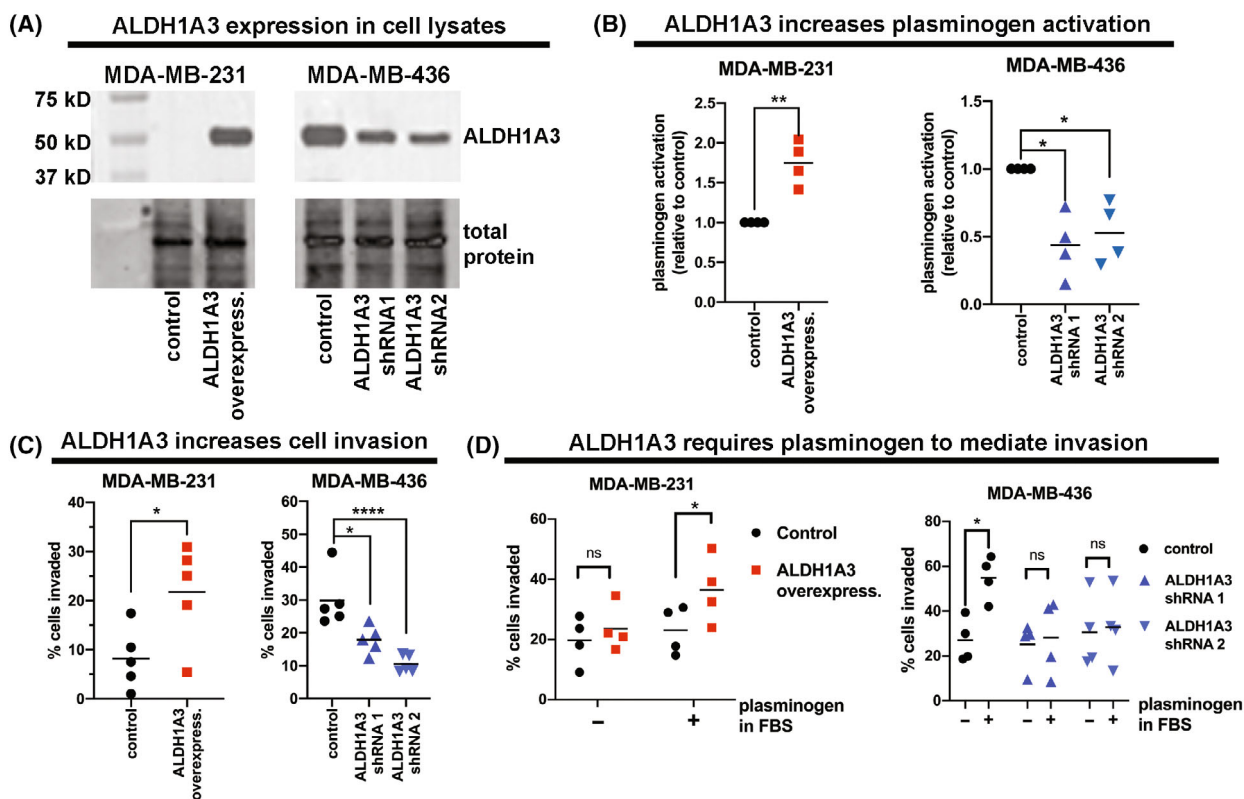 (A)
ALDH1A3 expression in cell lysates
MDA-MB-231
MDA-MB-436
75 kD
50 kD
37 kD
ALDH1A3
total
protein
control
ALDH1A3
overexpress.
control
ALDH1A3
shRNA1
ALDH1A3
shRNA2
(B)
ALDH1A3 increases plasminogen activation
MDA-MB-231
plasminogen activation
(relative to control)
2.5
2.0
1.5
1.0
0.5
0.0
**
control
ALDH1A3
overexpress.
MDA-MB-436
plasminogen activation
(relative to control)
1.5
1.0
0.5
0.0
*
*
control
ALDH1A3
shRNA 1
ALDH1A3
shRNA 2
(C)
ALDH1A3 increases cell invasion
MDA-MB-231
% cells invaded
40
30
20
10
0
*
control
ALDH1A3
overexpress.
MDA-MB-436
% cells invaded
60
50
40
30
20
10
0
****
*
control
ALDH1A3
shRNA 1
ALDH1A3
shRNA 2
(D)
ALDH1A3 requires plasminogen to mediate invasion
MDA-MB-231
% cells invaded
60
40
20
0
ns
*
Control
ALDH1A3
overexpress.
– +
plasminogen
in FBS
MDA-MB-436
% cells invaded
80
60
40
20
0
*
ns
ns
control
ALDH1A3
shRNA 1
ALDH1A3
shRNA 2
– + – + – +
plasminogen
in FBS